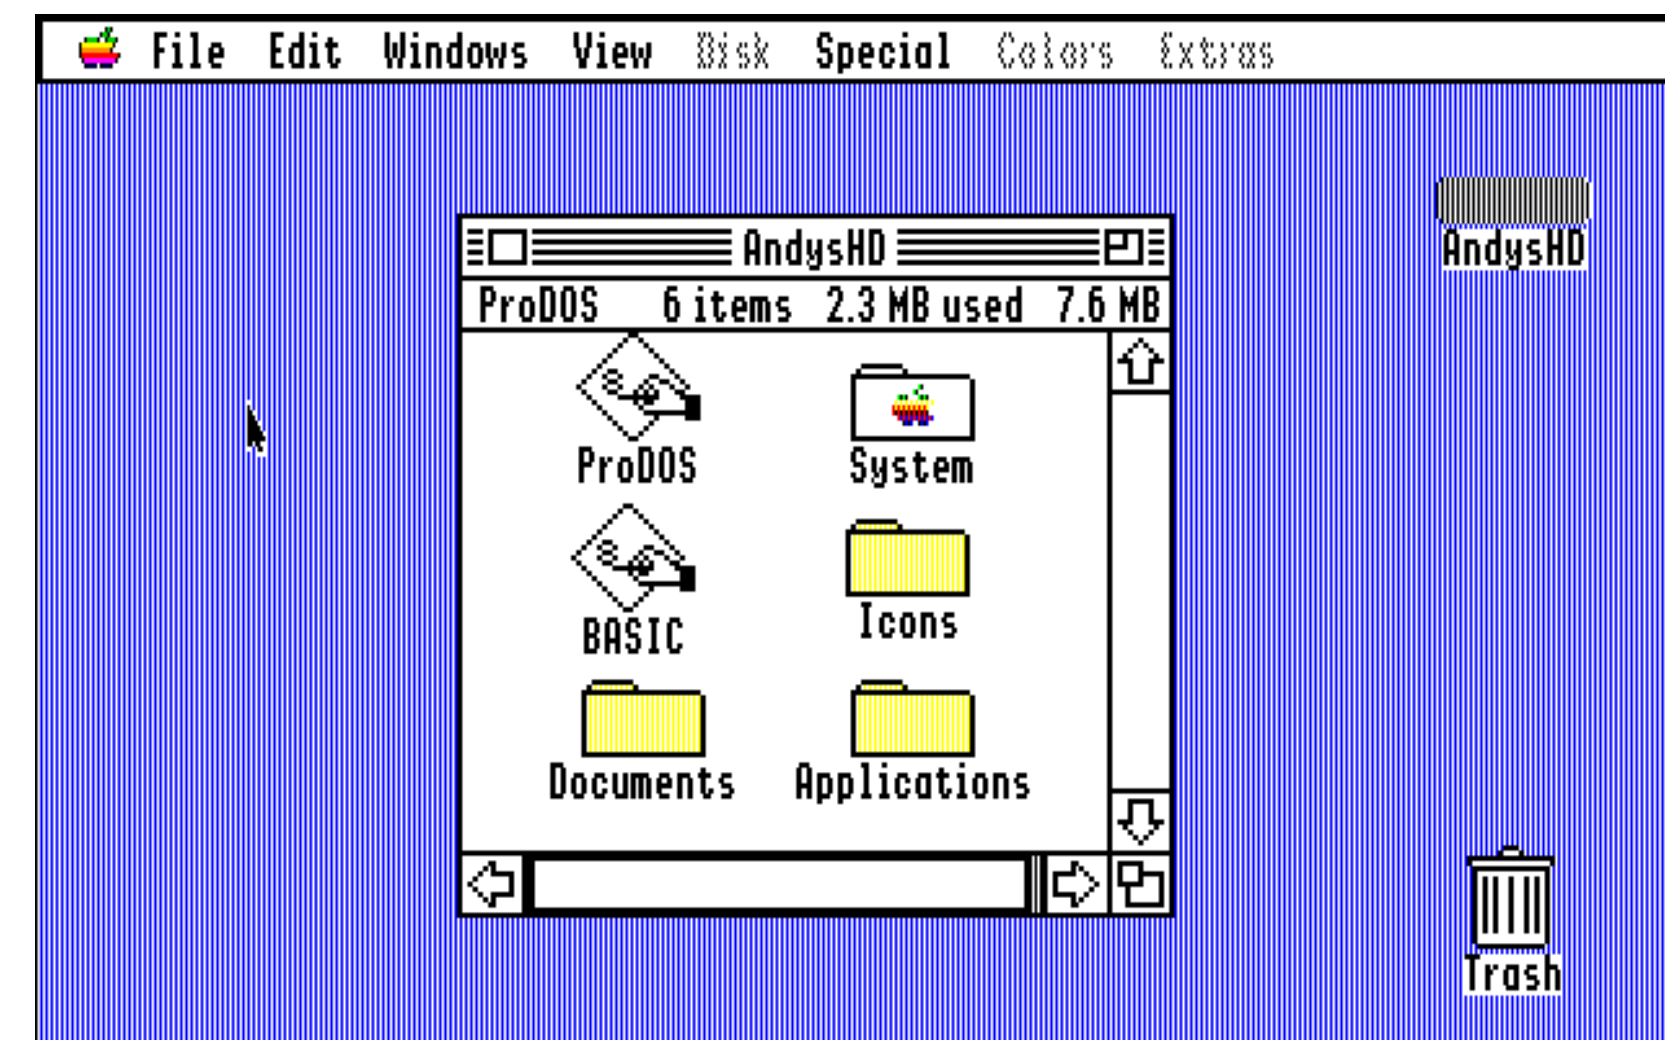 File Edit Windows View Disk Special Colors Extras
AndysHD
AndysHD
ProDOS 6 items 2.3 MB used 7.6 MB
ProDOS System
BASIC Icons
Documents Applications
Trash